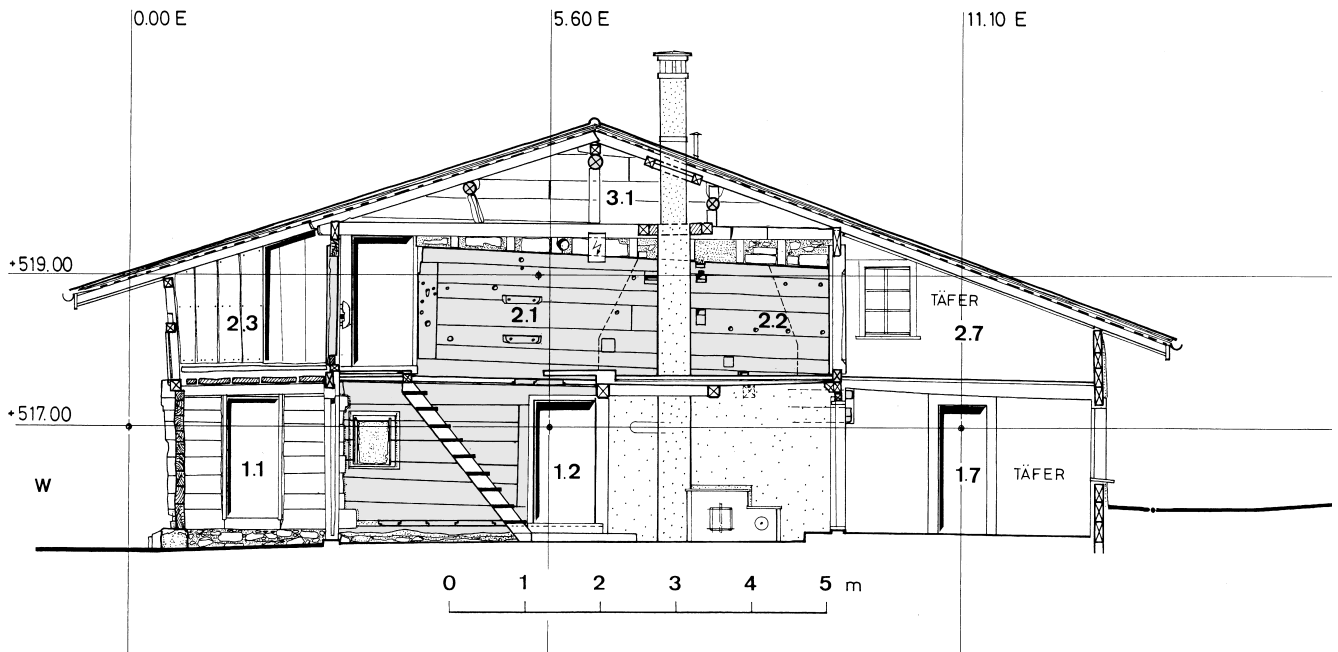 0.00 E 5.60 E 11.10 E
3.1
+519.00
TÄFER
2.3 2.1 2.2 2.7
+517.00
1.1 1.2 1.7 TÄFER
W
0 1 2 3 4 5 m